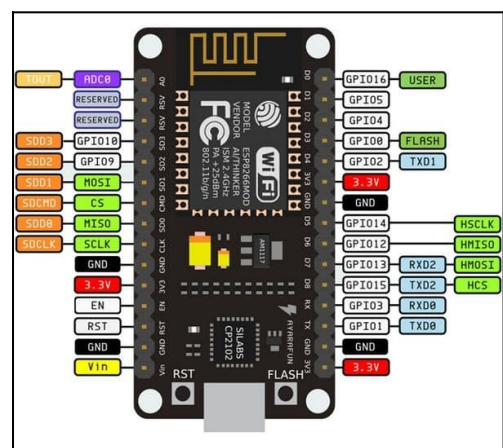 TOUT ADC0 A0 D0 GPIO16 USER
RESERVED RSV D1 GPIO5
RESERVED RSV D2 GPIO4
SDD3 GPIO10 SD3 D3 GPIO0 FLASH
SDD2 GPIO9 SD2 D4 GPIO2 TXD1
SDD1 MOSI SD1 3V3 3.3V
SDCMD CS CMD GND GND
SDD0 MISO SDO D5 GPIO14 HSCLK
SDCLK SCLK CLK D6 GPIO12 HMISO
GND GND D7 GPIO13 RXD2 HMOSI
3.3V 3V3 D8 GPIO15 TXD2 HCS
EN EN RX GPIO3 RXD0
RST RST TX GPIO1 TXD0
GND GND GND GND
Vin Vin 3V3 3.3V
MODEL ESP8266MOD
VENDOR AITHINKER
ISM 2.4GHz
PA +25dBm
802.11b/g/n
FC
Wi Fi
AM1117
SILABS
CP2102
AYARAFUN
RST FLASH